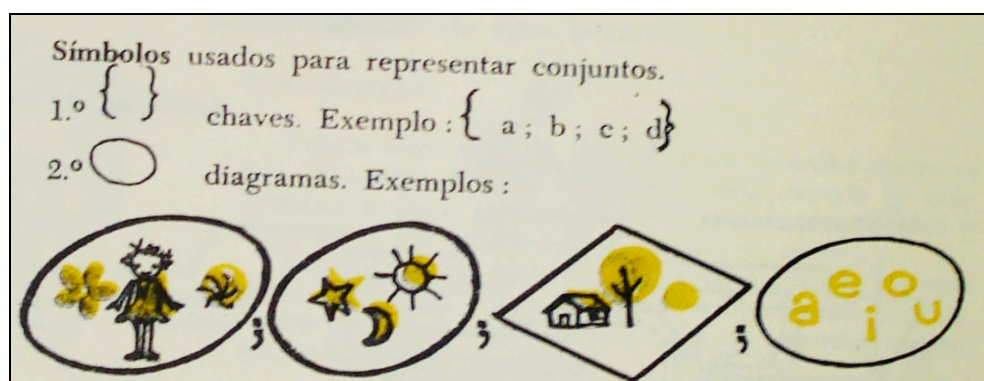 Símbolos usados para representar conjuntos.
1.º { } chaves. Exemplo : { a ; b ; c ; d}
2.º diagramas. Exemplos :
; ; ; a e i o u